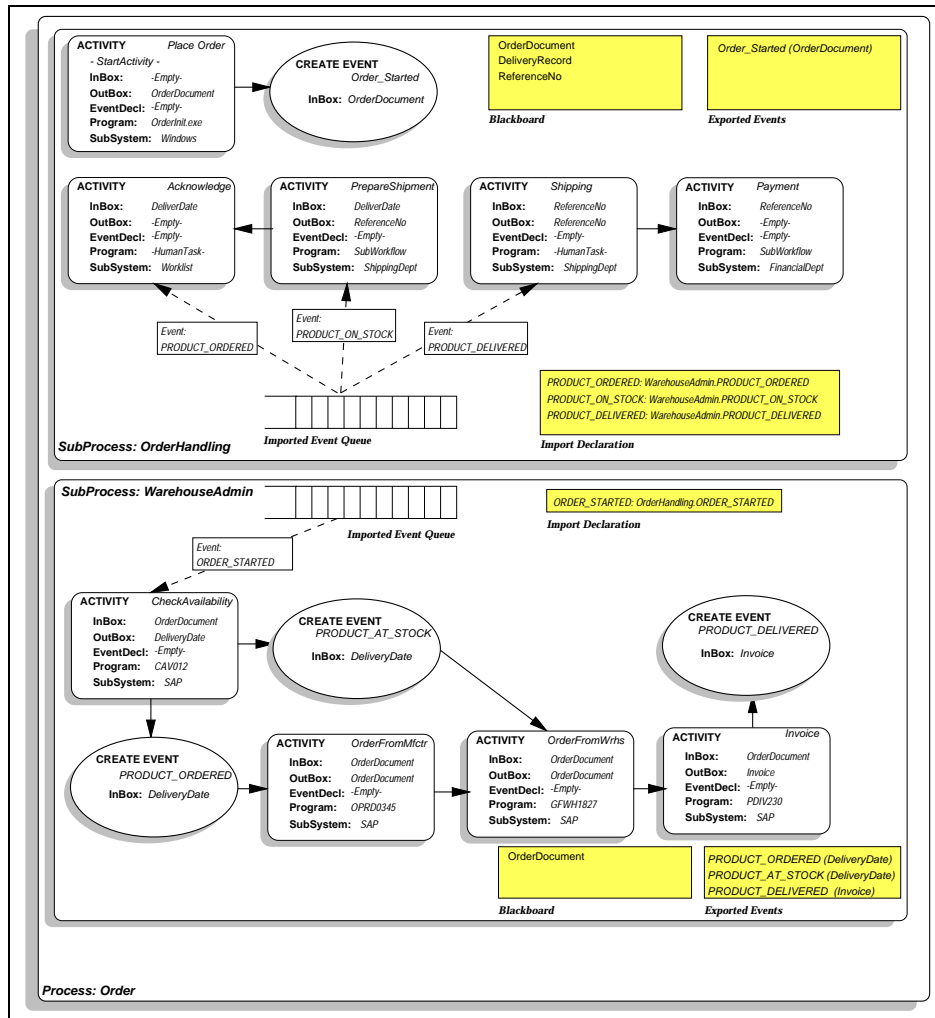 ACTIVITY Place Order
- StartActivity -
InBox: -Empty-
OutBox: OrderDocument
EventDecl: -Empty-
Program: OrderInit.exe
SubSystem: Windows
CREATE EVENT
Order_Started
InBox: OrderDocument
OrderDocument
DeliveryRecord
ReferenceNo
Blackboard
Order_Started (OrderDocument)
Exported Events
ACTIVITY Acknowledge
InBox: DeliverDate
OutBox: -Empty-
EventDecl: -Empty-
Program: -HumanTask-
SubSystem: Worklist
ACTIVITY PrepareShipment
InBox: DeliverDate
OutBox: ReferenceNo
EventDecl: -Empty-
Program: SubWorkflow
SubSystem: ShippingDept
ACTIVITY Shipping
InBox: ReferenceNo
OutBox: ReferenceNo
EventDecl: -Empty-
Program: -HumanTask-
SubSystem: ShippingDept
ACTIVITY Payment
InBox: ReferenceNo
OutBox: -Empty-
EventDecl: -Empty-
Program: SubWorkflow
SubSystem: FinancialDept
Event:
PRODUCT_ORDERED
Event:
PRODUCT_ON_STOCK
Event:
PRODUCT_DELIVERED
Imported Event Queue
PRODUCT_ORDERED: WarehouseAdmin.PRODUCT_ORDERED
PRODUCT_ON_STOCK: WarehouseAdmin.PRODUCT_ON_STOCK
PRODUCT_DELIVERED: WarehouseAdmin.PRODUCT_DELIVERED
Import Declaration
SubProcess: OrderHandling
SubProcess: WarehouseAdmin
Imported Event Queue
ORDER_STARTED: OrderHandling.ORDER_STARTED
Import Declaration
Event:
ORDER_STARTED
ACTIVITY CheckAvailability
InBox: OrderDocument
OutBox: DeliveryDate
EventDecl: -Empty-
Program: CAV012
SubSystem: SAP
CREATE EVENT
PRODUCT_AT_STOCK
InBox: DeliveryDate
CREATE EVENT
PRODUCT_DELIVERED
InBox: Invoice
CREATE EVENT
PRODUCT_ORDERED
InBox: DeliveryDate
ACTIVITY OrderFromMfctr
InBox: OrderDocument
OutBox: OrderDocument
EventDecl: -Empty-
Program: OPRD0345
SubSystem: SAP
ACTIVITY OrderFromWrhs
InBox: OrderDocument
OutBox: OrderDocument
EventDecl: -Empty-
Program: GFWH1827
SubSystem: SAP
ACTIVITY Invoice
InBox: OrderDocument
OutBox: Invoice
EventDecl: -Empty-
Program: PDIV230
SubSystem: SAP
OrderDocument
Blackboard
PRODUCT_ORDERED (DeliveryDate)
PRODUCT_AT_STOCK (DeliveryDate)
PRODUCT_DELIVERED (Invoice)
Exported Events
Process: Order